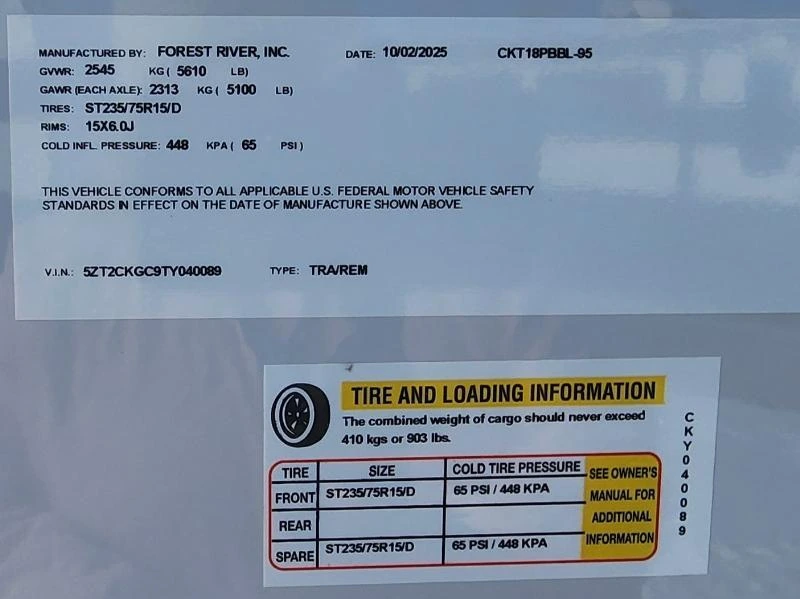 MANUFACTURED BY: FOREST RIVER, INC. DATE: 10/02/2025 CKT18PBBL-95
GVWR: 2545 KG ( 5610 LB)
GAWR (EACH AXLE): 2313 KG ( 5100 LB)
TIRES: ST235/75R15/D
RIMS: 15X6.0J
COLD INFL. PRESSURE: 448 KPA ( 65 PSI )
THIS VEHICLE CONFORMS TO ALL APPLICABLE U.S. FEDERAL MOTOR VEHICLE SAFETY
STANDARDS IN EFFECT ON THE DATE OF MANUFACTURE SHOWN ABOVE.
V.I.N.: 5ZT2CKGC9TY040089 TYPE: TRA/REM
TIRE AND LOADING INFORMATION
The combined weight of cargo should never exceed
410 kgs or 903 lbs.
TIRE SIZE COLD TIRE PRESSURE
FRONT ST235/75R15/D 65 PSI / 448 KPA
REAR
SPARE ST235/75R15/D 65 PSI / 448 KPA
SEE OWNER'S
MANUAL FOR
ADDITIONAL
INFORMATION
CKY040089